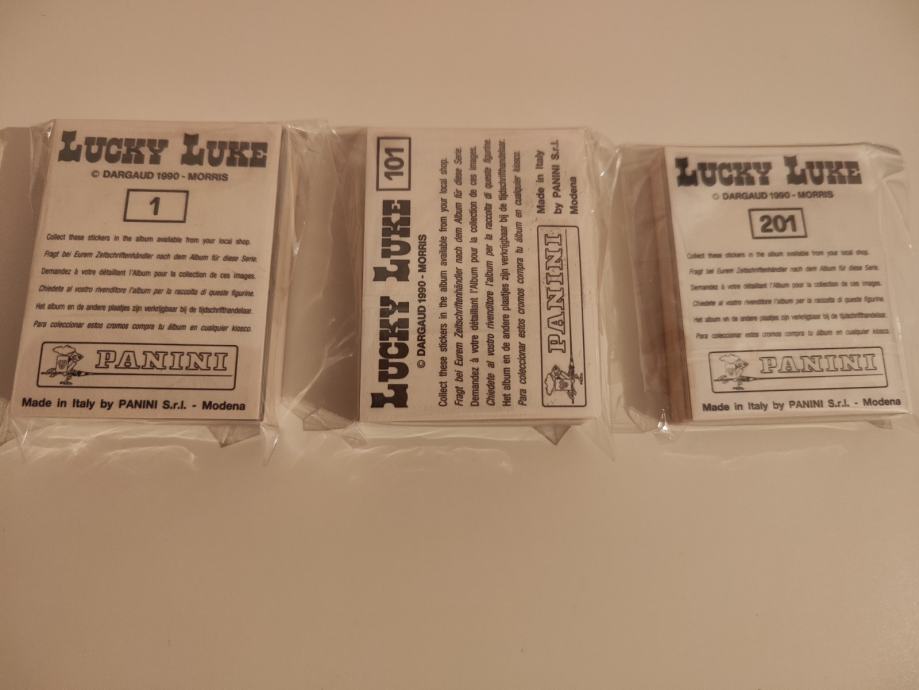 LUCKY LUKE
© DARGAUD 1990 - MORRIS
1
Collect these stickers in the album available from your local shop.
Fragt bei Eurem Zeitschriftenhändler nach dem Album für diese Serie.
Demandez à votre détaillant l'Album pour la collection de ces images.
Chiedete al vostro rivenditore l'album per la raccolta di queste figurine.
Het album en de andere plaatjes zijn verkrijgbaar bij de tijdschrifthandelaar.
Para coleccionar estos cromos compra tu álbum en cualquier kiosco.
PANINI
Made in Italy by PANINI S.r.l. - Modena
LUCKY LUKE
101
© DARGAUD 1990 - MORRIS
Collect these stickers in the album available from your local shop.
Fragt bei Eurem Zeitschriftenhändler nach dem Album für diese Serie.
Demandez à votre détaillant l'Album pour la collection de ces images.
Chiedete al vostro rivenditore l'album per la raccolta di queste figurine.
Het album en de andere plaatjes zijn verkrijgbaar bij de tijdschrifthandelaar.
Para coleccionar estos cromos compra tu álbum en cualquier kiosco.
PANINI
Made in Italy
by PANINI S.r.l.
Modena
LUCKY LUKE
© DARGAUD 1990 - MORRIS
201
Collect these stickers in the album available from your local shop.
Fragt bei Eurem Zeitschriftenhändler nach dem Album für diese Serie.
Demandez à votre détaillant l'Album pour la collection de ces images.
Chiedete al vostro rivenditore l'album per la raccolta di queste figurine.
Het album en de andere plaatjes zijn verkrijgbaar bij de tijdschrifthandelaar.
Para coleccionar estos cromos compra tu álbum en cualquier kiosco.
PANINI
Made in Italy by PANINI S.r.l. - Modena